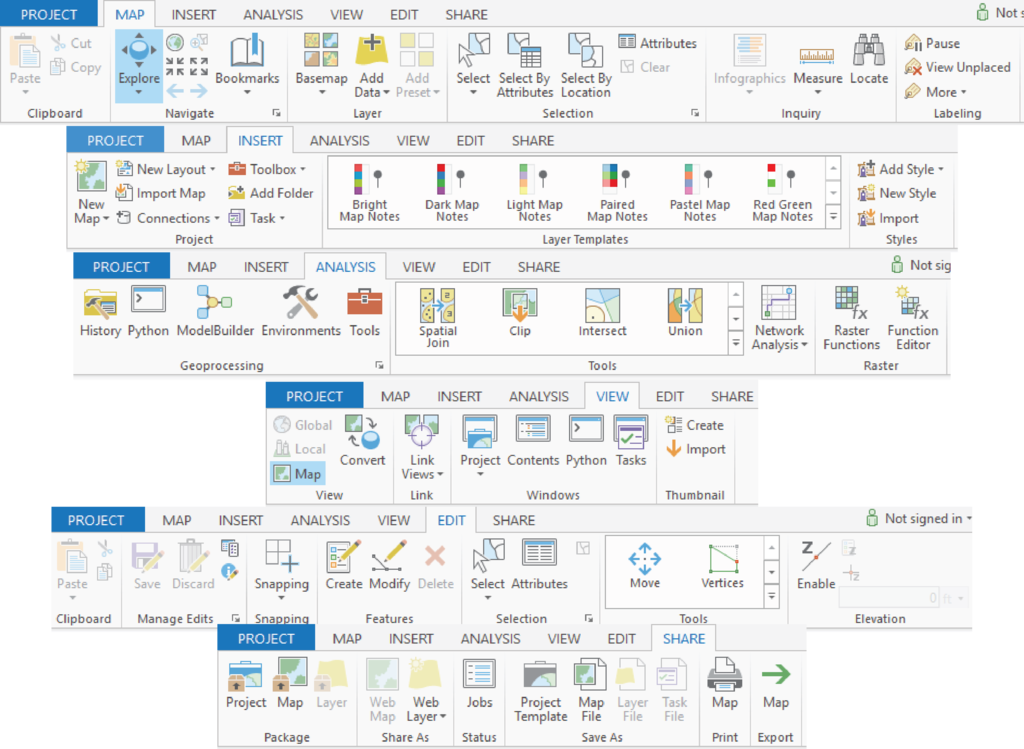 PROJECT MAP INSERT ANALYSIS VIEW EDIT SHARE Not s
Paste Cut Copy
Explore Bookmarks
Basemap Add Data Add Preset
Select Select By Attributes Select By Location Attributes Clear
Infographics Measure Locate
Pause View Unplaced More
Clipboard Navigate Layer Selection Inquiry Labeling
PROJECT MAP INSERT ANALYSIS VIEW EDIT SHARE
New Map New Layout Import Map Connections Toolbox Add Folder Task
Bright Map Notes Dark Map Notes Light Map Notes Paired Map Notes Pastel Map Notes Red Green Map Notes
Add Style New Style Import
Project Layer Templates Styles
PROJECT MAP INSERT ANALYSIS VIEW EDIT SHARE Not sig
History Python ModelBuilder Environments Tools
Spatial Join Clip Intersect Union
Network Analysis Raster Functions Function Editor
Geoprocessing Tools Raster
PROJECT MAP INSERT ANALYSIS VIEW EDIT SHARE
Global Local Map Convert
Link Views
Project Contents Python Tasks
Create Import
View Link Windows Thumbnail
PROJECT MAP INSERT ANALYSIS VIEW EDIT SHARE Not signed in
Paste Save Discard Snapping Create Modify Delete Select Attributes Move Vertices Z Enable z
0 ft
Clipboard Manage Edits Snapping Features Selection Tools Elevation
PROJECT MAP INSERT ANALYSIS VIEW EDIT SHARE
Project Map Layer
Web Map Web Layer
Jobs
Project Template Map File Layer File Task File
Map Map
Package Share As Status Save As Print Export